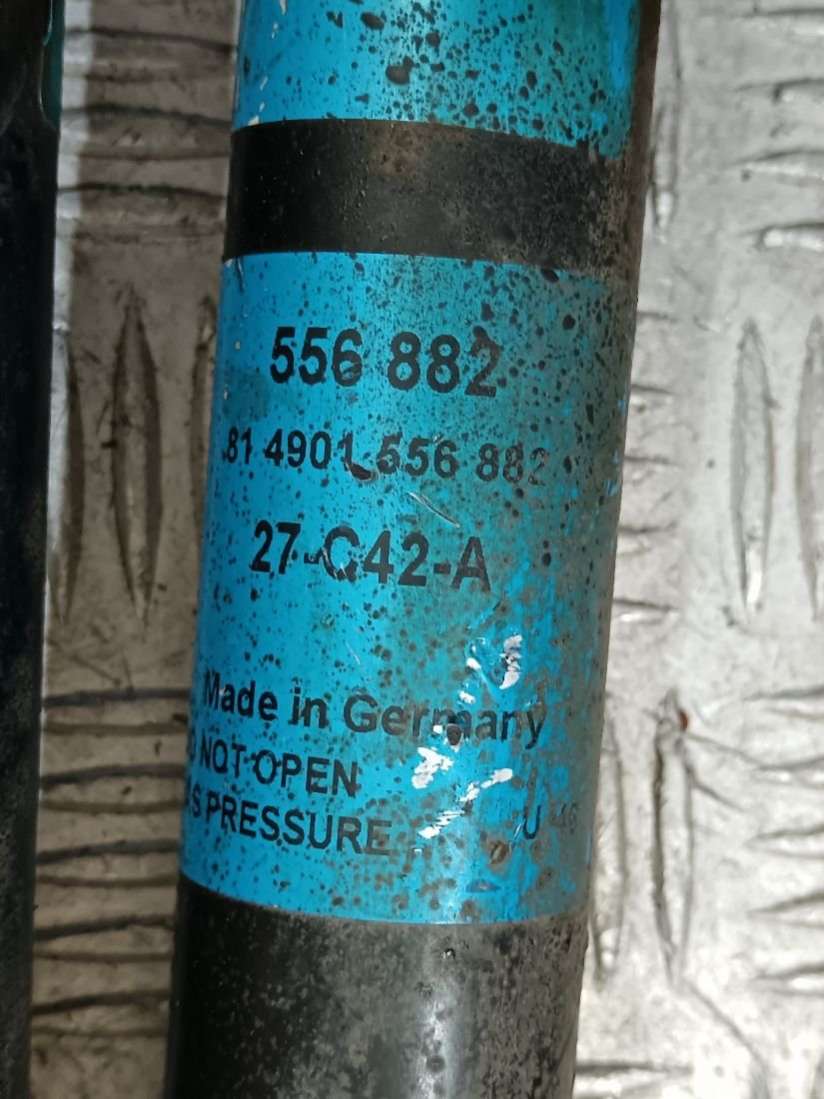 556 882
81 4901 556 882
27-C42-A
Made in Germany
NOT OPEN
PRESSURE
U